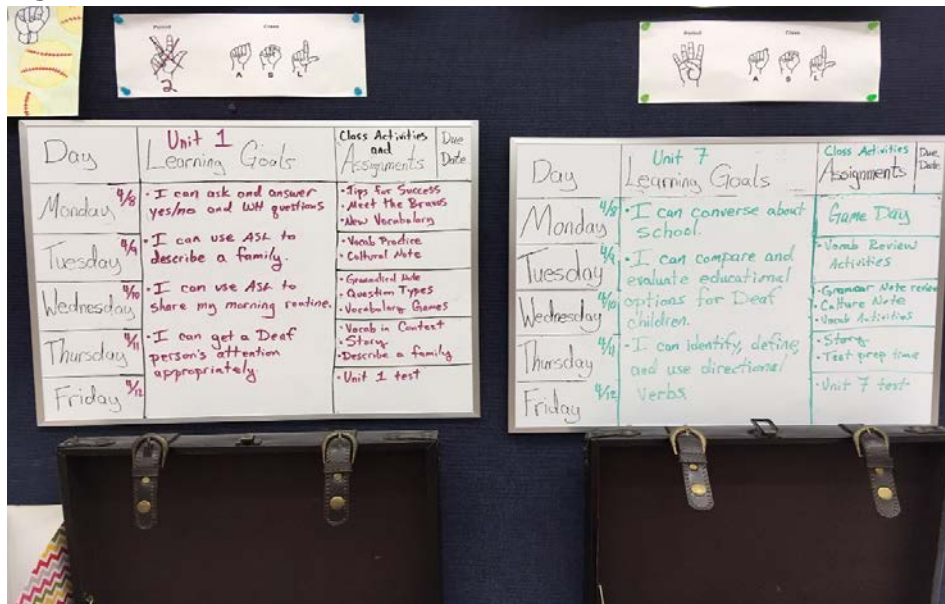 Period
Class
2
A S L
Period
Class
A S L
Day
Unit 1
Learning Goals
Class Activities
and
Assignments
Due
Date
Monday 4/8
Tuesday 4/9
Wednesday 4/10
Thursday 4/11
Friday 4/12
• I can ask and answer
yes/no and WH questions
• I can use ASL to
describe a family.
• I can use ASL to
share my morning routine.
• I can get a Deaf
person's attention
appropriately
• Tips for Success
• Meet the Bravos
• New Vocabulary
• Vocab Practice
• Cultural Note
• Grammatical Note
• Question Types
• Vocabulary Games
• Vocab in Context
• Story
• Describe a family
• Unit 1 test
Day
Unit 7
Learning Goals
Class Activities
Assignments
Due
Date
Monday 4/8
Tuesday 4/9
Wednesday 4/10
Thursday 4/11
Friday 4/12
• I can converse about
school.
• I can compare and
evaluate educational
options for Deaf
children.
• I can identify, define,
and use directional
verbs.
Game Day
• Vocab Review
Activities
• Grammar Note review
• Culture Note
• Vocab Activities
• Story
• Test prep time
• Unit 7 test